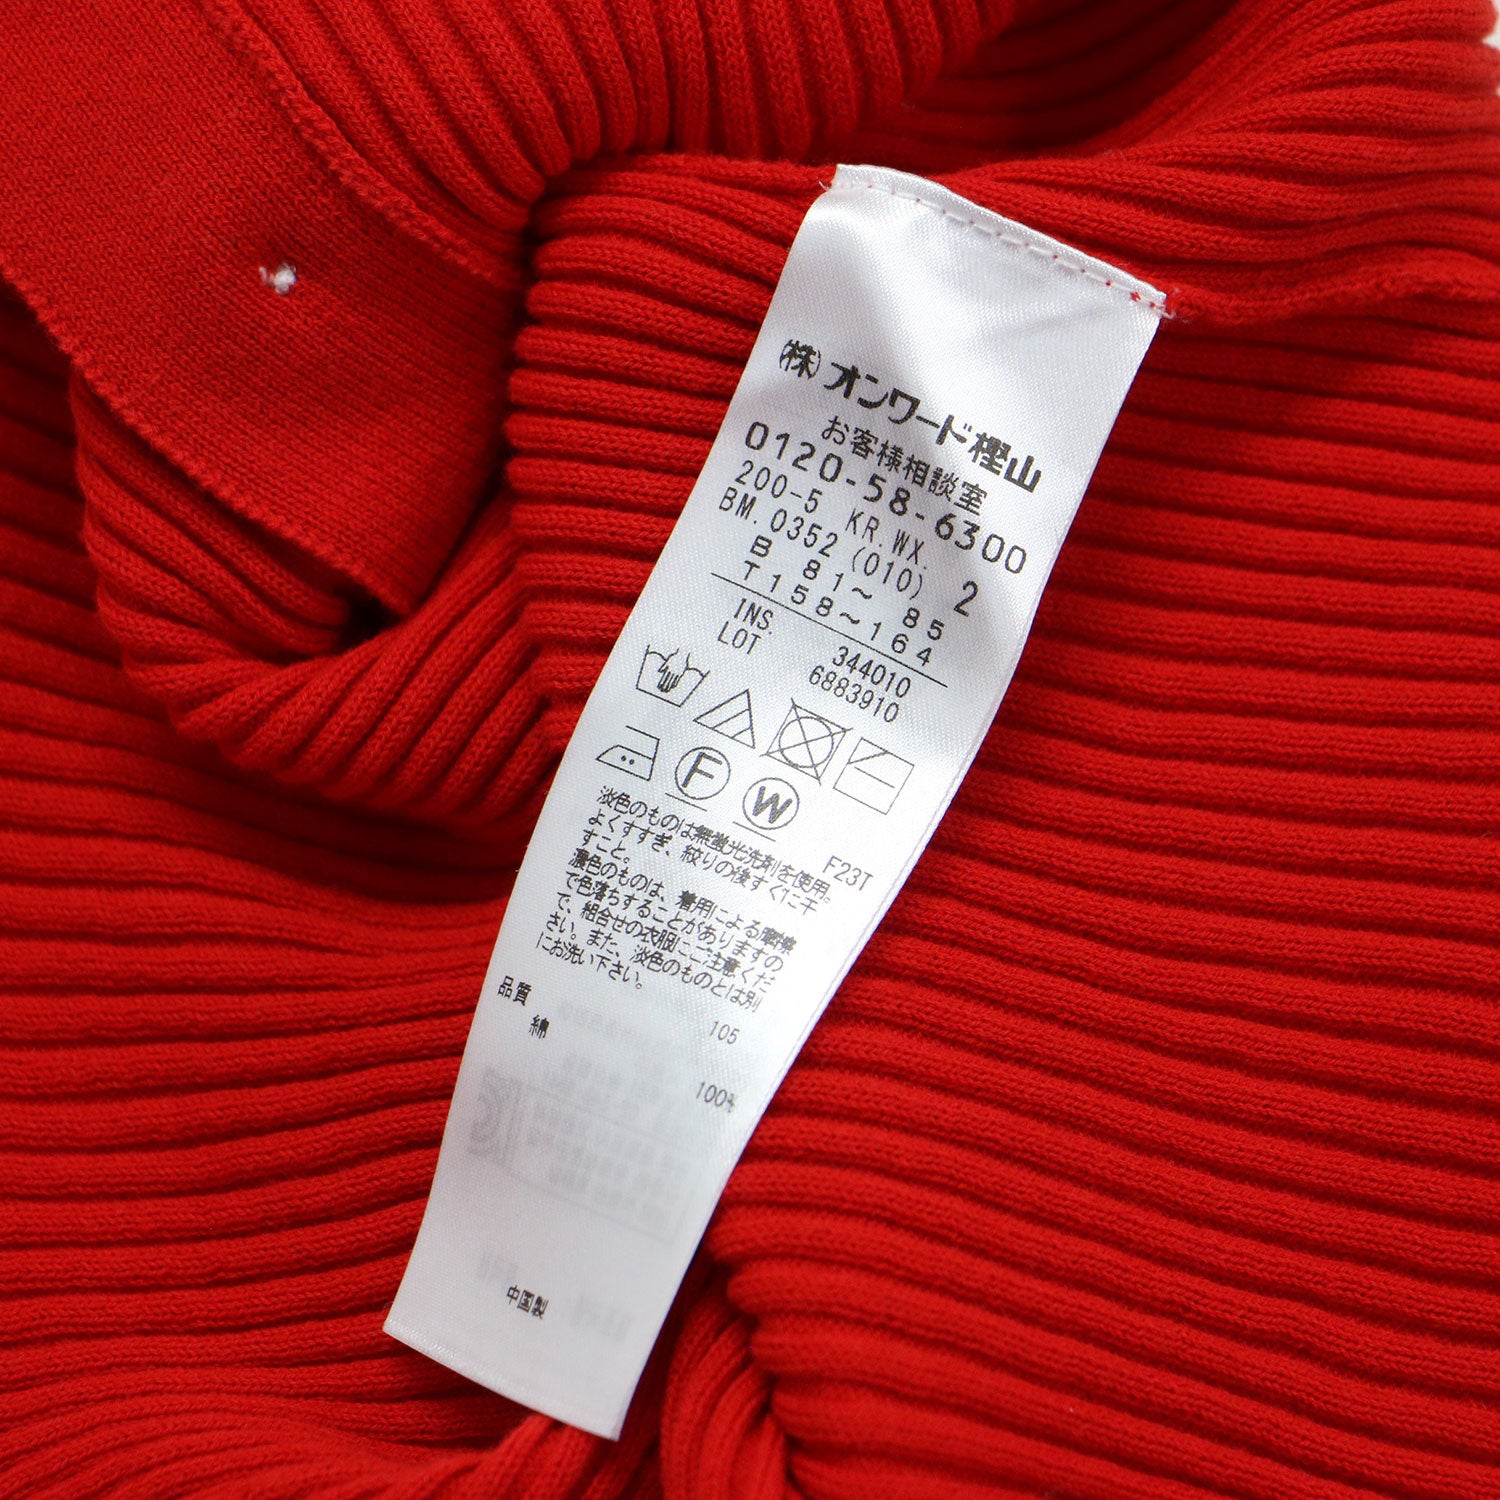 (株)オンワード樫山
お客様相談室
0120-58-6300
200-5 KR.WX.
BM.0352(010) 2
B 81〜 85
T158〜164
INS. 344010
LOT 6883910
F
W
F23T
淡色のものは無蛍光洗剤を使用。
よくすすぎ、絞りの後すぐに干
すこと。
濃色のものは、着用による摩擦
で色落ちすることがありますの
で、組合せの衣服にご注意くだ
さい。また、淡色のものとは別
にお洗い下さい。
品質 105
綿 100%
中国製